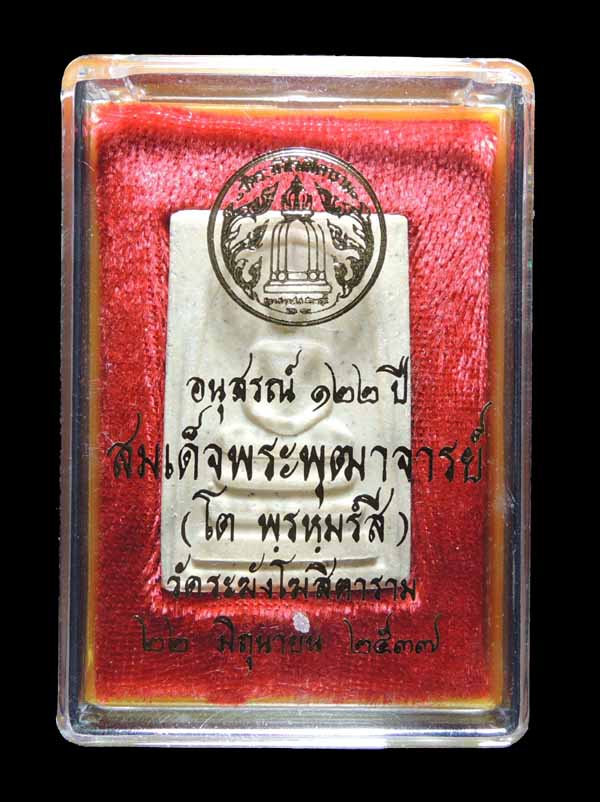 อนุสรณ์ ๑๒๒ ปี
สมเด็จพระพุฒาจารย์
(โต พฺรหฺมรํสี)
วัดระฆังโฆสิตาราม
๒๒ มิถุนายน ๒๕๓๗